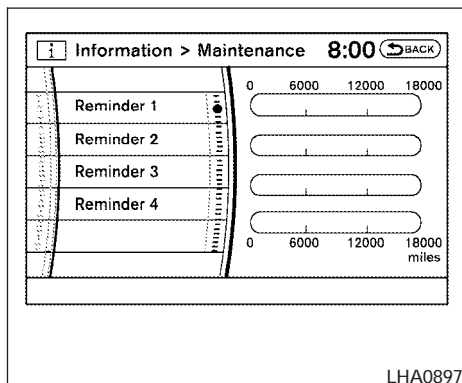 i Information > Maintenance 8:00 BACK
0 6000 12000 18000
Reminder 1
Reminder 2
Reminder 3
Reminder 4
0 6000 12000 18000
miles
LHA0897